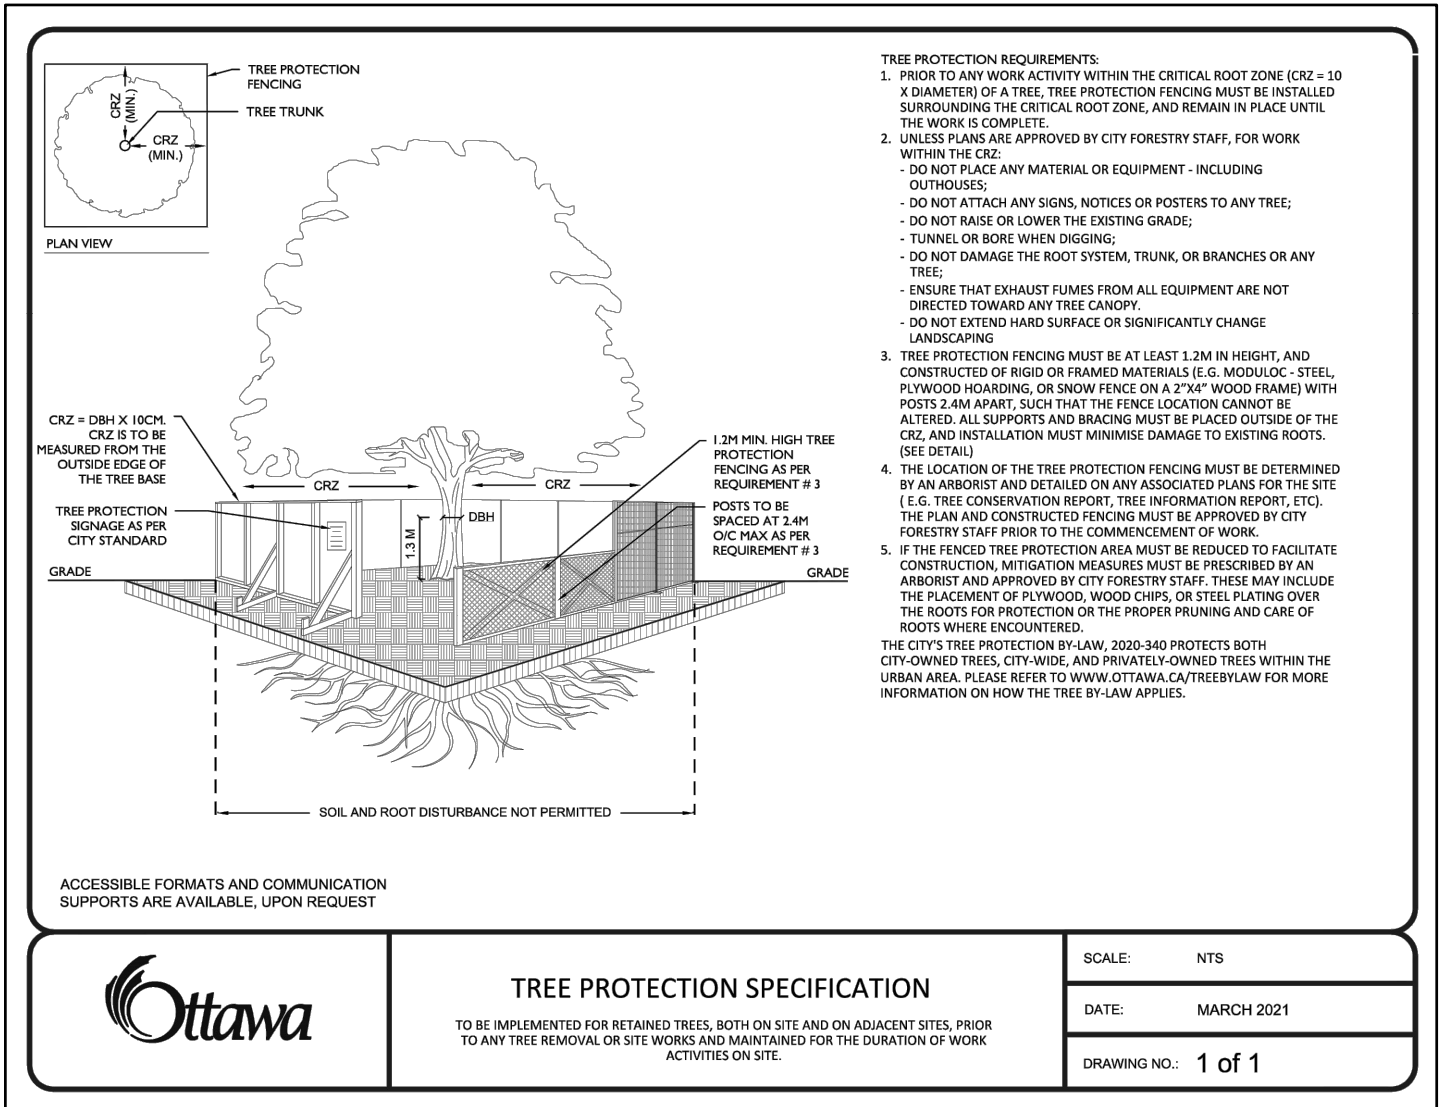 TREE PROTECTION
FENCING
TREE TRUNK
CRZ
(MIN.)
CRZ
(MIN.)
PLAN VIEW
CRZ = DBH X 10CM.
CRZ IS TO BE
MEASURED FROM THE
OUTSIDE EDGE OF
THE TREE BASE
TREE PROTECTION
SIGNAGE AS PER
CITY STANDARD
GRADE
CRZ
CRZ
DBH
1.3 M
1.2M MIN. HIGH TREE
PROTECTION
FENCING AS PER
REQUIREMENT # 3
POSTS TO BE
SPACED AT 2.4M
O/C MAX AS PER
REQUIREMENT # 3
GRADE
SOIL AND ROOT DISTURBANCE NOT PERMITTED
ACCESSIBLE FORMATS AND COMMUNICATION
SUPPORTS ARE AVAILABLE, UPON REQUEST
TREE PROTECTION REQUIREMENTS:
1. PRIOR TO ANY WORK ACTIVITY WITHIN THE CRITICAL ROOT ZONE (CRZ = 10
X DIAMETER) OF A TREE, TREE PROTECTION FENCING MUST BE INSTALLED
SURROUNDING THE CRITICAL ROOT ZONE, AND REMAIN IN PLACE UNTIL
THE WORK IS COMPLETE.
2. UNLESS PLANS ARE APPROVED BY CITY FORESTRY STAFF, FOR WORK
WITHIN THE CRZ:
- DO NOT PLACE ANY MATERIAL OR EQUIPMENT - INCLUDING
OUTHOUSES;
- DO NOT ATTACH ANY SIGNS, NOTICES OR POSTERS TO ANY TREE;
- DO NOT RAISE OR LOWER THE EXISTING GRADE;
- TUNNEL OR BORE WHEN DIGGING;
- DO NOT DAMAGE THE ROOT SYSTEM, TRUNK, OR BRANCHES OR ANY
TREE;
- ENSURE THAT EXHAUST FUMES FROM ALL EQUIPMENT ARE NOT
DIRECTED TOWARD ANY TREE CANOPY.
- DO NOT EXTEND HARD SURFACE OR SIGNIFICANTLY CHANGE
LANDSCAPING
3. TREE PROTECTION FENCING MUST BE AT LEAST 1.2M IN HEIGHT, AND
CONSTRUCTED OF RIGID OR FRAMED MATERIALS (E.G. MODULOC - STEEL,
PLYWOOD HOARDING, OR SNOW FENCE ON A 2"X4" WOOD FRAME) WITH
POSTS 2.4M APART, SUCH THAT THE FENCE LOCATION CANNOT BE
ALTERED. ALL SUPPORTS AND BRACING MUST BE PLACED OUTSIDE OF THE
CRZ, AND INSTALLATION MUST MINIMISE DAMAGE TO EXISTING ROOTS.
(SEE DETAIL)
4. THE LOCATION OF THE TREE PROTECTION FENCING MUST BE DETERMINED
BY AN ARBORIST AND DETAILED ON ANY ASSOCIATED PLANS FOR THE SITE
( E.G. TREE CONSERVATION REPORT, TREE INFORMATION REPORT, ETC).
THE PLAN AND CONSTRUCTED FENCING MUST BE APPROVED BY CITY
FORESTRY STAFF PRIOR TO THE COMMENCEMENT OF WORK.
5. IF THE FENCED TREE PROTECTION AREA MUST BE REDUCED TO FACILITATE
CONSTRUCTION, MITIGATION MEASURES MUST BE PRESCRIBED BY AN
ARBORIST AND APPROVED BY CITY FORESTRY STAFF. THESE MAY INCLUDE
THE PLACEMENT OF PLYWOOD, WOOD CHIPS, OR STEEL PLATING OVER
THE ROOTS FOR PROTECTION OR THE PROPER PRUNING AND CARE OF
ROOTS WHERE ENCOUNTERED.
THE CITY'S TREE PROTECTION BY-LAW, 2020-340 PROTECTS BOTH
CITY-OWNED TREES, CITY-WIDE, AND PRIVATELY-OWNED TREES WITHIN THE
URBAN AREA. PLEASE REFER TO WWW.OTTAWA.CA/TREEBYLAW FOR MORE
INFORMATION ON HOW THE TREE BY-LAW APPLIES.
Ottawa
TREE PROTECTION SPECIFICATION
TO BE IMPLEMENTED FOR RETAINED TREES, BOTH ON SITE AND ON ADJACENT SITES, PRIOR
TO ANY TREE REMOVAL OR SITE WORKS AND MAINTAINED FOR THE DURATION OF WORK
ACTIVITIES ON SITE.
SCALE: NTS
DATE: MARCH 2021
DRAWING NO.: 1 of 1